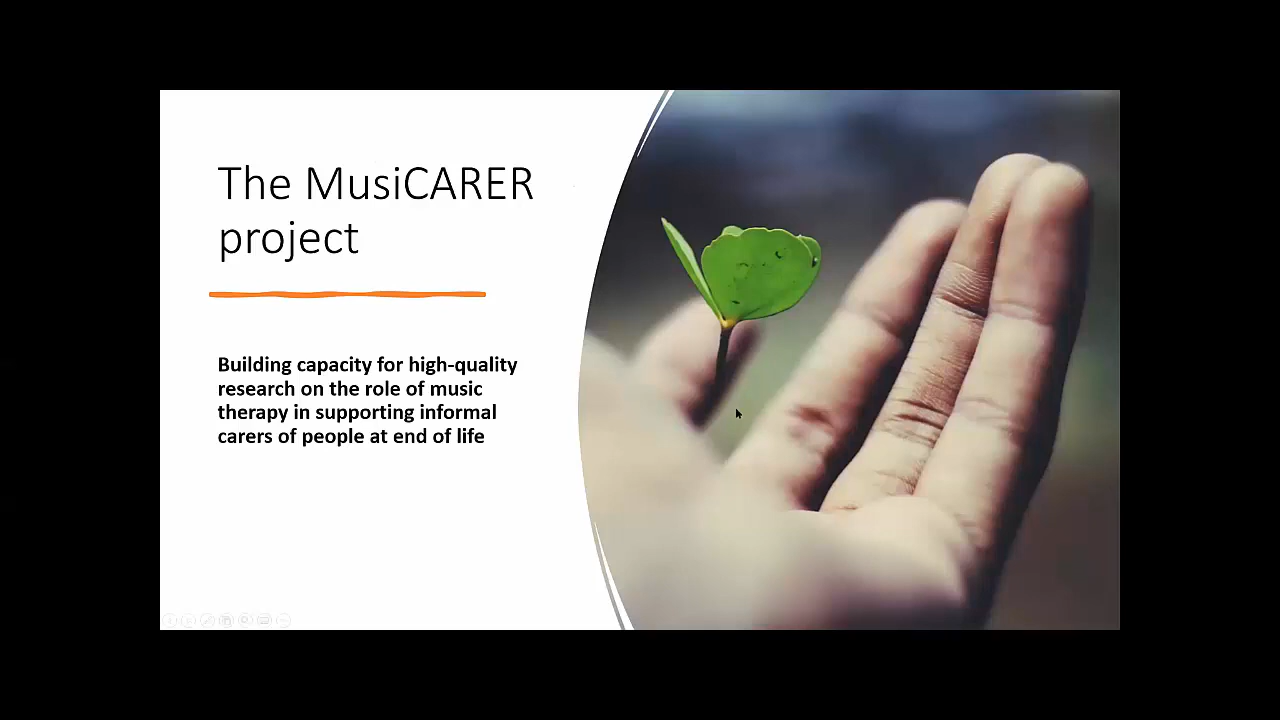 The MusiCARER
project
Building capacity for high-quality
research on the role of music
therapy in supporting informal
carers of people at end of life